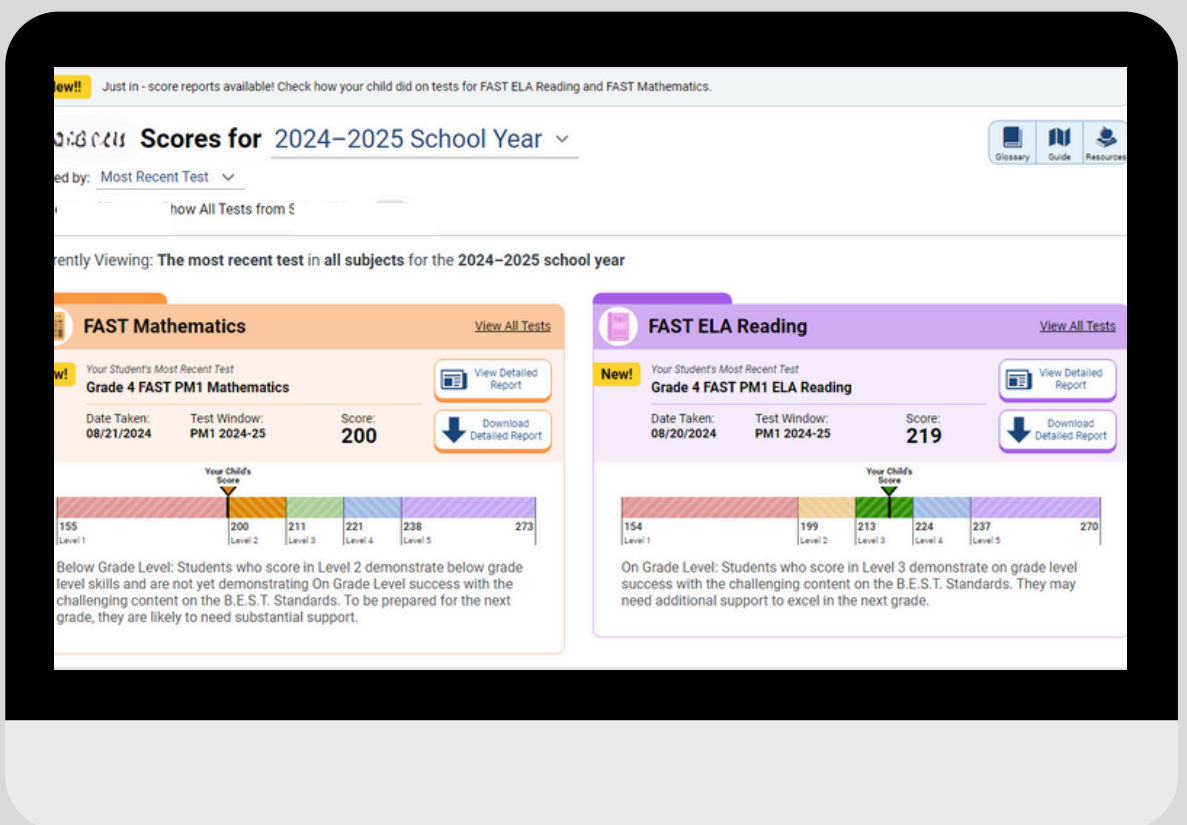 ew!! Just in - score reports available! Check how your child did on tests for FAST ELA Reading and FAST Mathematics.
Scores for 2024–2025 School Year
Glossary Guide Resources
ed by: Most Recent Test
how All Tests from S
rently Viewing: The most recent test in all subjects for the 2024–2025 school year
FAST Mathematics View All Tests
w! Your Student's Most Recent Test
Grade 4 FAST PM1 Mathematics
View Detailed
Report
Date Taken: Test Window: Score:
08/21/2024 PM1 2024-25 200
Download
Detailed Report
Your Child's
Score
155 200 211 221 238 273
Level 1 Level 2 Level 3 Level 4 Level 5
Below Grade Level: Students who score in Level 2 demonstrate below grade
level skills and are not yet demonstrating On Grade Level success with the
challenging content on the B.E.S.T. Standards. To be prepared for the next
grade, they are likely to need substantial support.
FAST ELA Reading View All Tests
New! Your Student's Most Recent Test
Grade 4 FAST PM1 ELA Reading
View Detailed
Report
Date Taken: Test Window: Score:
08/20/2024 PM1 2024-25 219
Download
Detailed Report
Your Child's
Score
154 199 213 224 237 270
Level 1 Level 2 Level 3 Level 4 Level 5
On Grade Level: Students who score in Level 3 demonstrate on grade level
success with the challenging content on the B.E.S.T. Standards. They may
need additional support to excel in the next grade.